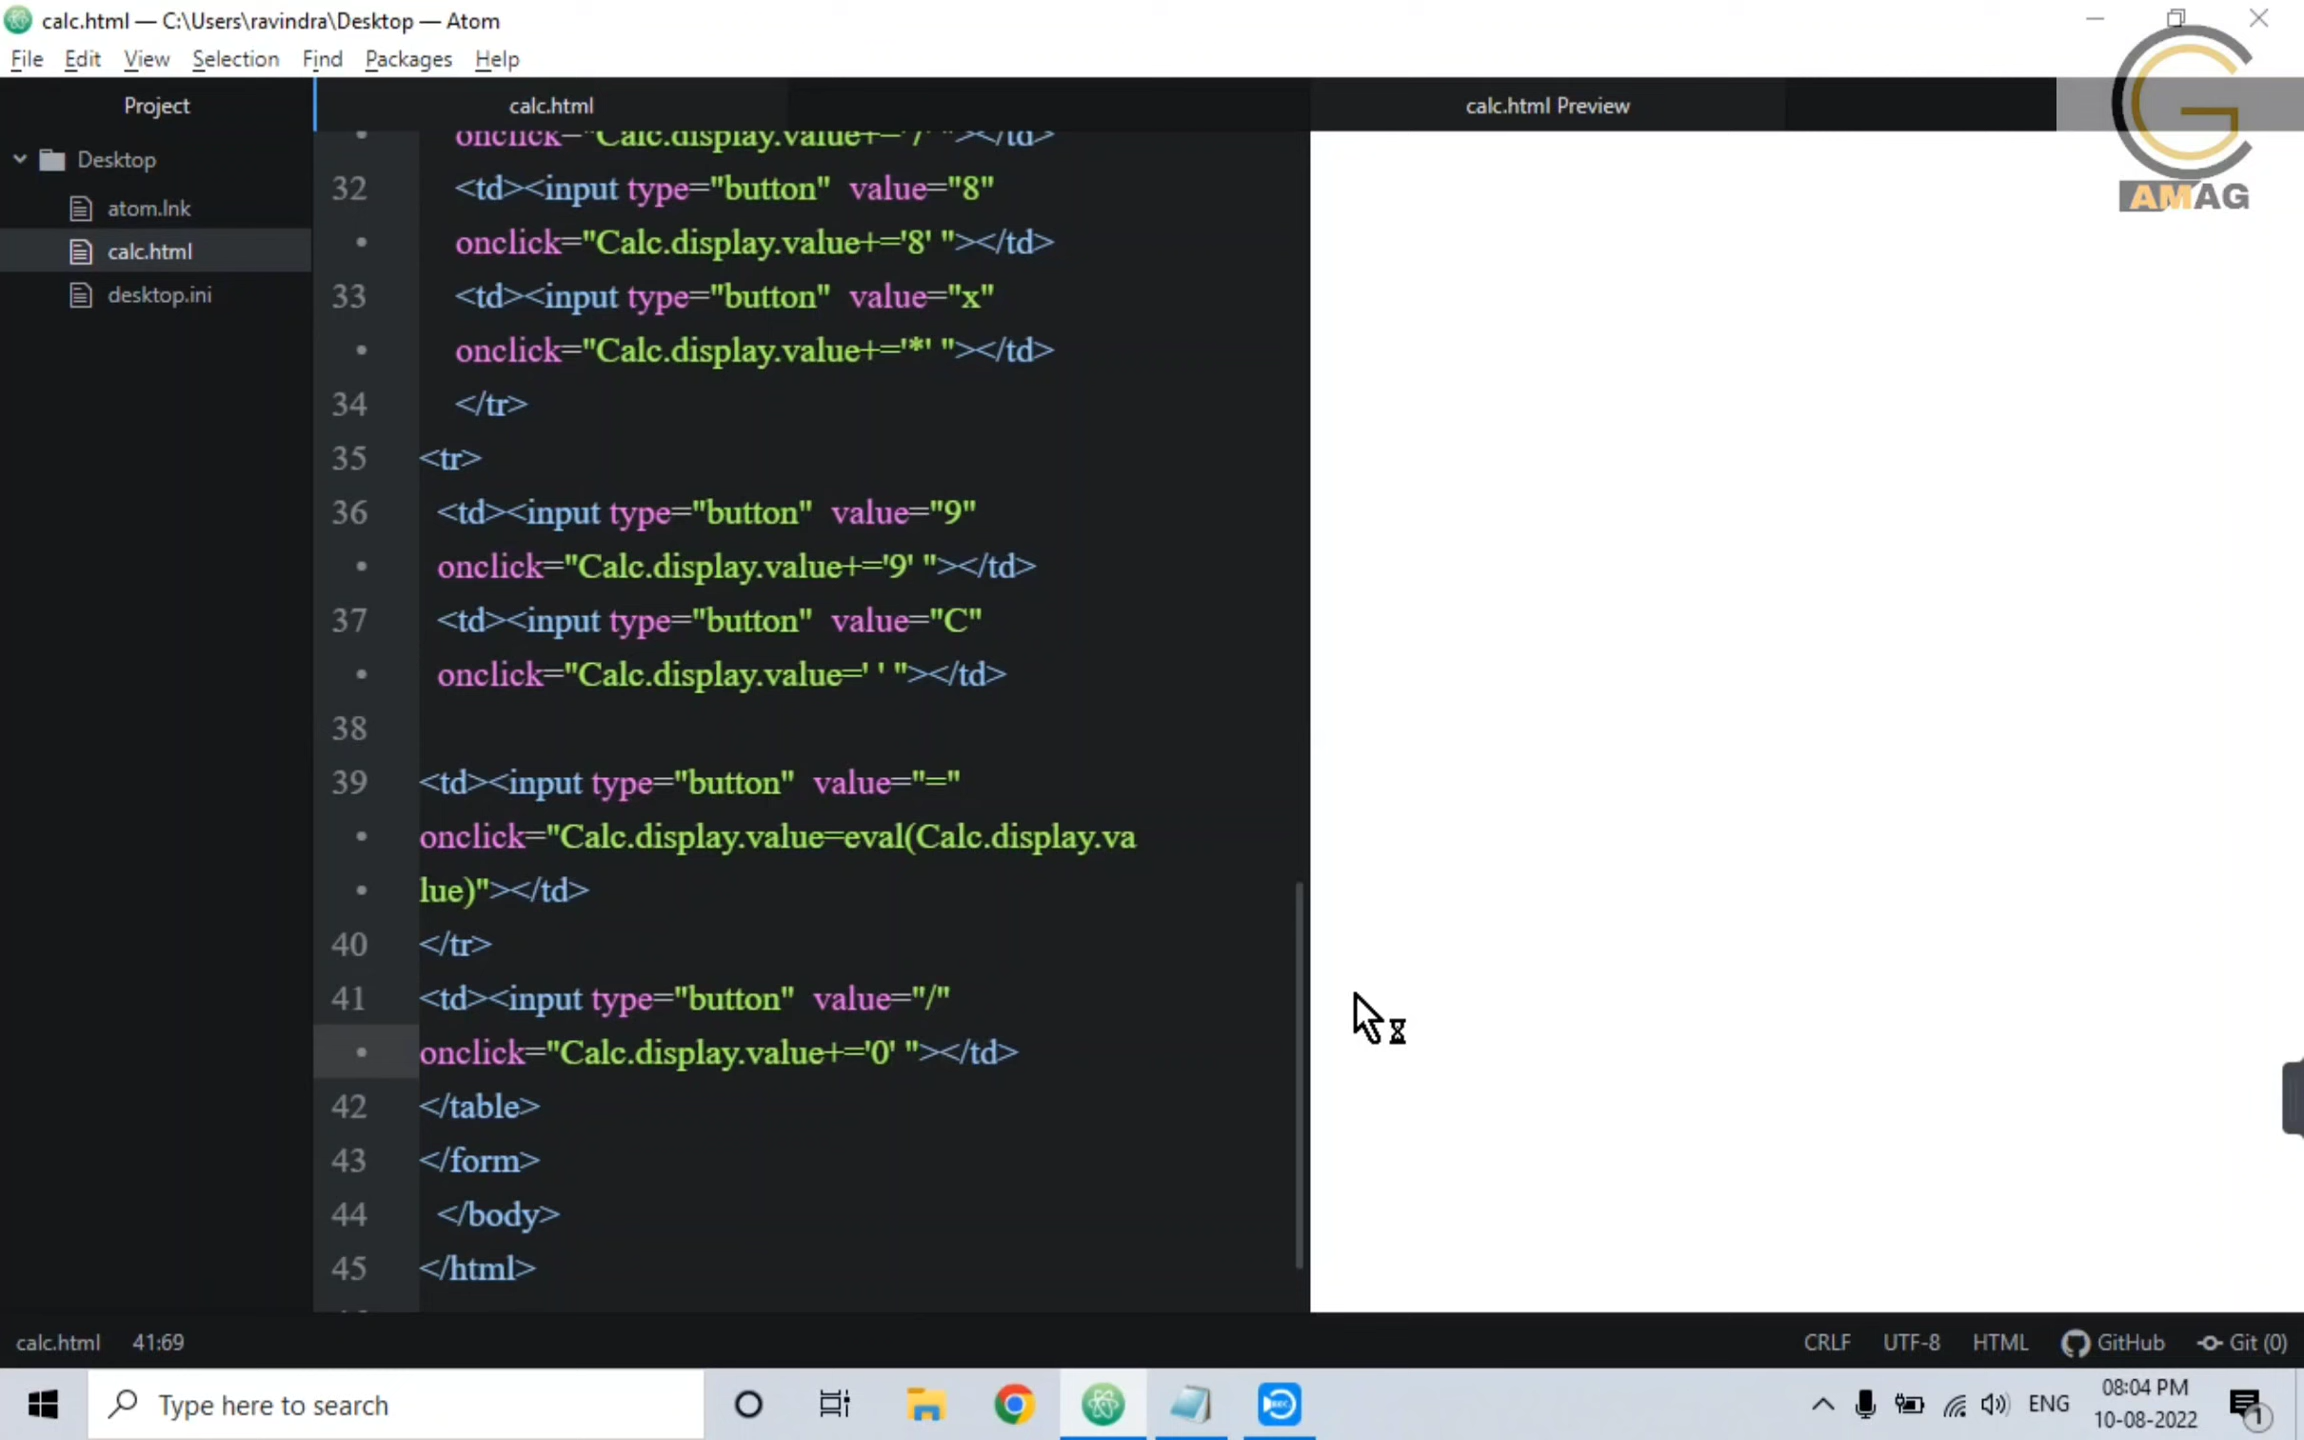 calc.html — C:\Users\ravindra\Desktop — Atom
File Edit View Selection Find Packages Help
AMAG
Project
calc.html
calc.html Preview
Desktop
atom.lnk
calc.html
desktop.ini
onclick="Calc.display.value+='7' "></td>
32 <td><input type="button" value="8"
onclick="Calc.display.value+='8' "></td>
33 <td><input type="button" value="x"
onclick="Calc.display.value+='*' "></td>
34 </tr>
35 <tr>
36 <td><input type="button" value="9"
onclick="Calc.display.value+='9' "></td>
37 <td><input type="button" value="C"
onclick="Calc.display.value=' ' "></td>
38
39 <td><input type="button" value="="
onclick="Calc.display.value=eval(Calc.display.va
lue)"></td>
40 </tr>
41 <td><input type="button" value="/"
onclick="Calc.display.value+='0' "></td>
42 </table>
43 </form>
44 </body>
45 </html>
calc.html 41:69
CRLF UTF-8 HTML GitHub Git (0)
Type here to search
ENG
08:04 PM
10-08-2022
1